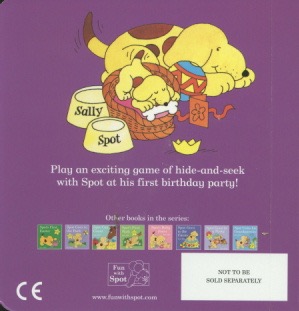 Sally
Spot
Play an exciting game of hide-and-seek
with Spot at his first birthday party!
Other books in the series:
Fun
with
Spot
www.funwithspot.com
CE
NOT TO BE
SOLD SEPARATELY